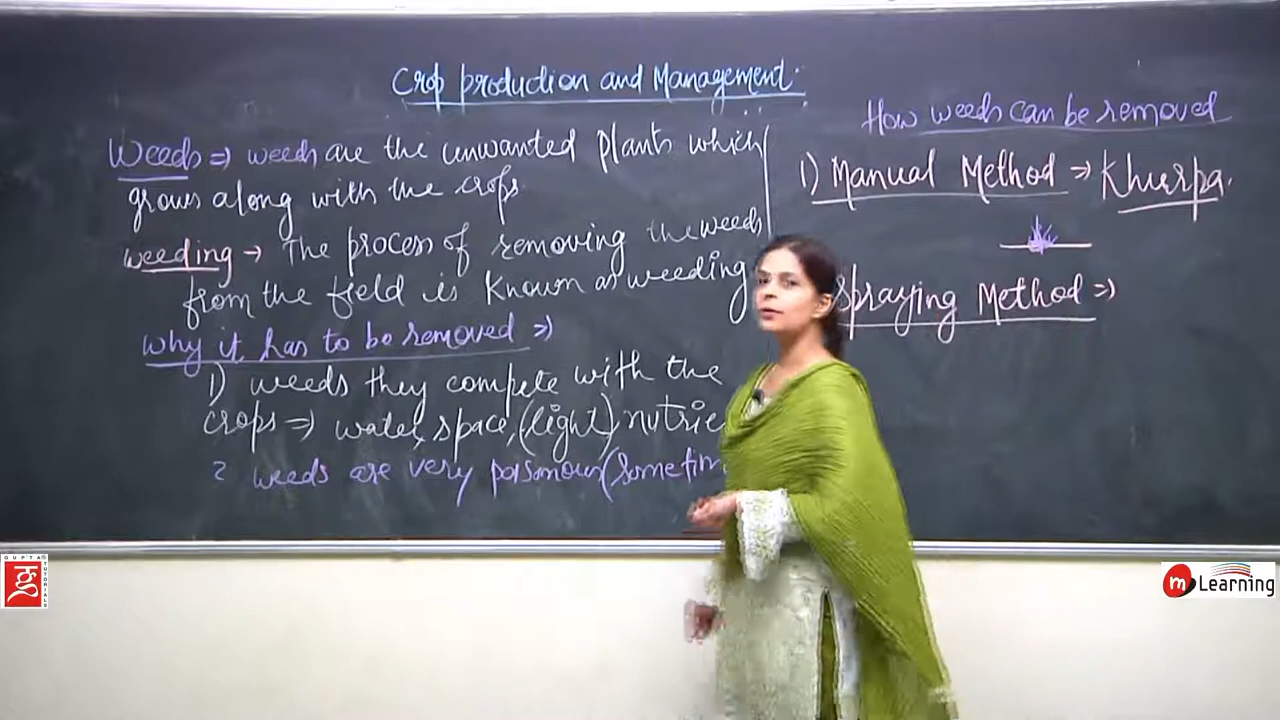 Crop production and Management.
Weeds => weeds are the unwanted plants which
grows along with the crops.
weeding → The process of removing the weeds
from the field is known as weeding
Why it has to be removed =>
1) weeds they compete with the
crops => water, space, (light), nutrie
2 weeds are very poisonous (sometim
How weeds can be removed
1) Manual Method => Khurpa.
Spraying Method =>
GUPTA TUTORIALS
m Learning